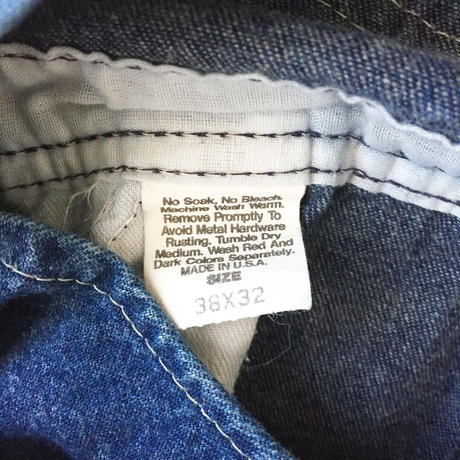 No Soak, No Bleach.
Machine Wash Warm.
Remove Promptly To
Avoid Metal Hardware
Rusting. Tumble Dry
Medium. Wash Red And
Dark Colors Separately.
MADE IN U.S.A.
SIZE
38X32